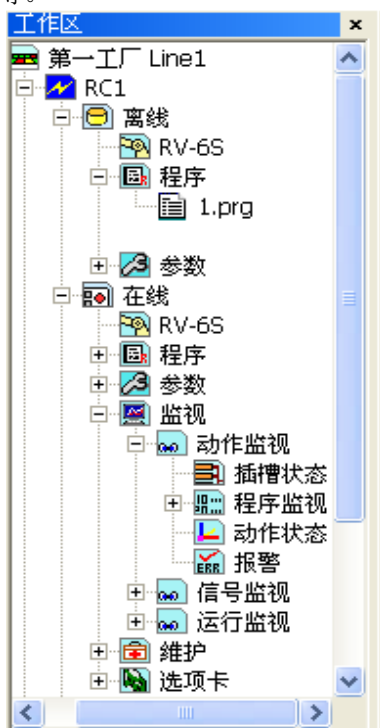 工作区
第一工厂 Line1
RC1
离线
RV-6S
程序
1.prg
参数
在线
RV-6S
程序
参数
监视
动作监视
插槽状态
程序监视
动作状态
报警
信号监视
运行监视
维护
选项卡